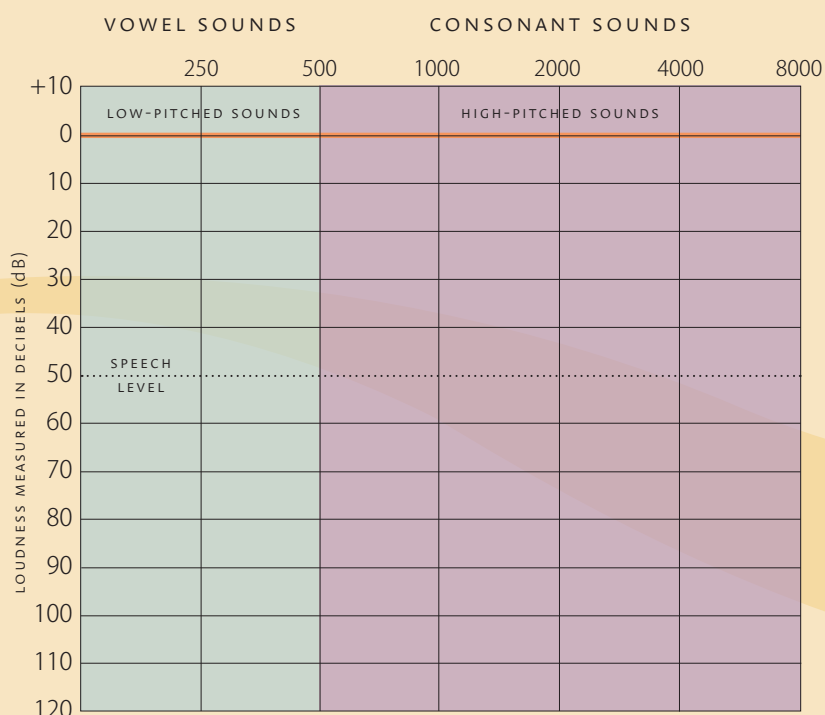 VOWEL SOUNDS CONSONANT SOUNDS
250 500 1000 2000 4000 8000
+10
LOW-PITCHED SOUNDS HIGH-PITCHED SOUNDS
0
10
20
30
40
SPEECH
50
LEVEL
60
70
80
90
100
110
120
LOUDNESS MEASURED IN DECIBELS (dB)